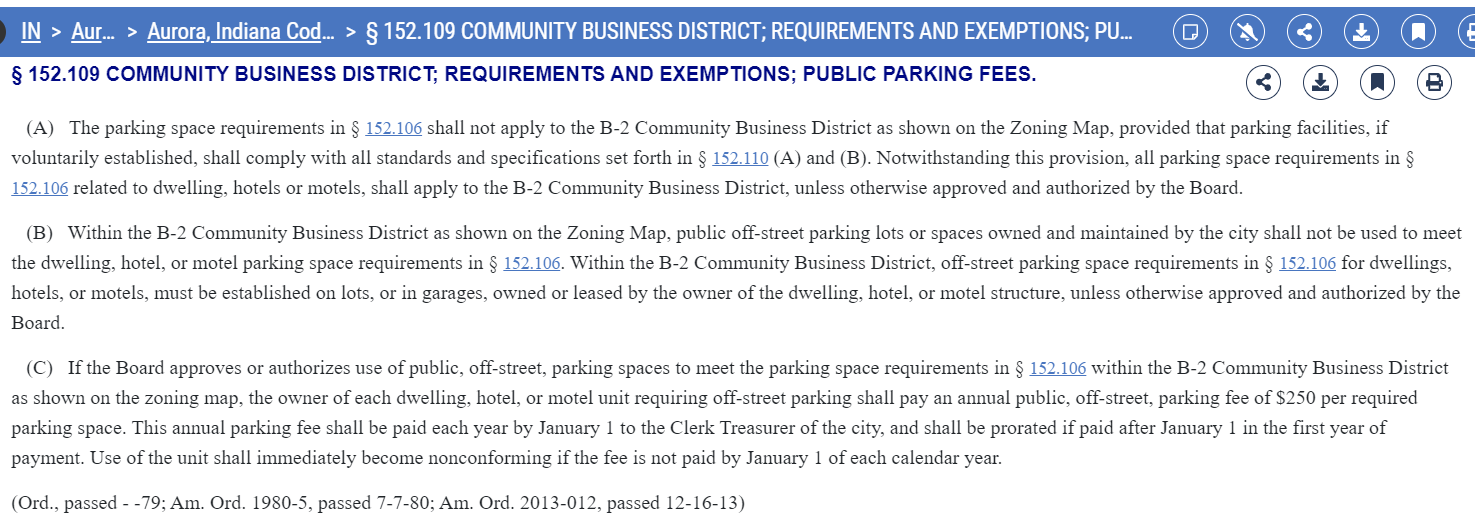 IN > Aur... > Aurora, Indiana Cod... > § 152.109 COMMUNITY BUSINESS DISTRICT; REQUIREMENTS AND EXEMPTIONS; PU...
§ 152.109 COMMUNITY BUSINESS DISTRICT; REQUIREMENTS AND EXEMPTIONS; PUBLIC PARKING FEES.
(A) The parking space requirements in § 152.106 shall not apply to the B-2 Community Business District as shown on the Zoning Map, provided that parking facilities, if
voluntarily established, shall comply with all standards and specifications set forth in § 152.110 (A) and (B). Notwithstanding this provision, all parking space requirements in §
152.106 related to dwelling, hotels or motels, shall apply to the B-2 Community Business District, unless otherwise approved and authorized by the Board.
(B) Within the B-2 Community Business District as shown on the Zoning Map, public off-street parking lots or spaces owned and maintained by the city shall not be used to meet
the dwelling, hotel, or motel parking space requirements in § 152.106. Within the B-2 Community Business District, off-street parking space requirements in § 152.106 for dwellings,
hotels, or motels, must be established on lots, or in garages, owned or leased by the owner of the dwelling, hotel, or motel structure, unless otherwise approved and authorized by the
Board.
(C) If the Board approves or authorizes use of public, off-street, parking spaces to meet the parking space requirements in § 152.106 within the B-2 Community Business District
as shown on the zoning map, the owner of each dwelling, hotel, or motel unit requiring off-street parking shall pay an annual public, off-street, parking fee of $250 per required
parking space. This annual parking fee shall be paid each year by January 1 to the Clerk Treasurer of the city, and shall be prorated if paid after January 1 in the first year of
payment. Use of the unit shall immediately become nonconforming if the fee is not paid by January 1 of each calendar year.
(Ord., passed - -79; Am. Ord. 1980-5, passed 7-7-80; Am. Ord. 2013-012, passed 12-16-13)